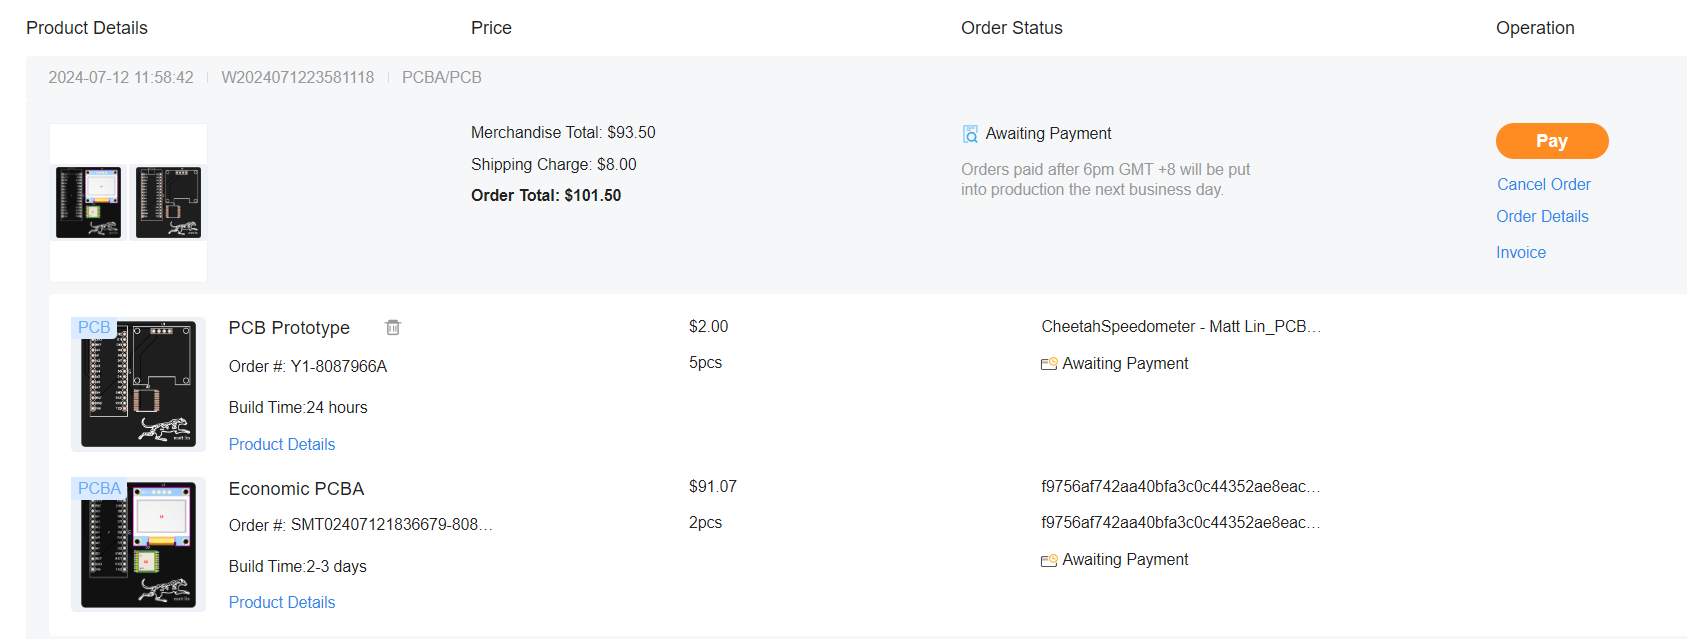 Product Details Price Order Status Operation
2024-07-12 11:58:42 W2024071223581118 PCBA/PCB
Merchandise Total: $93.50
Shipping Charge: $8.00
Order Total: $101.50
Awaiting Payment
Orders paid after 6pm GMT +8 will be put
into production the next business day.
Pay
Cancel Order
Order Details
Invoice
PCB
PCB Prototype
Order #: Y1-8087966A
Build Time:24 hours
Product Details
$2.00
5pcs
CheetahSpeedometer - Matt Lin_PCB...
Awaiting Payment
matt lin
PCBA
Economic PCBA
Order #: SMT02407121836679-808...
Build Time:2-3 days
Product Details
$91.07
2pcs
f9756af742aa40bfa3c0c44352ae8eac...
f9756af742aa40bfa3c0c44352ae8eac...
Awaiting Payment
matt lin